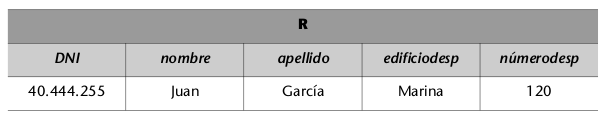 R
DNI nombre apellido edificiodesp númerodesp
40.444.255 Juan García Marina 120